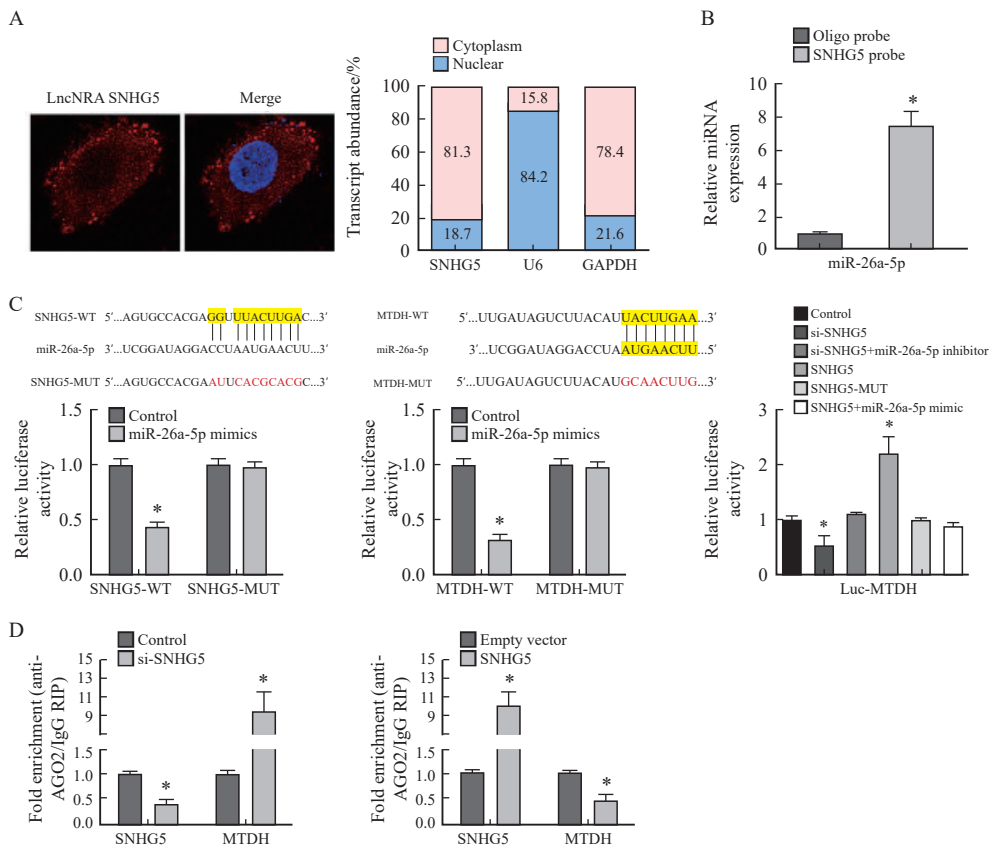 A
LncNRA SNHG5
Merge
Cytoplasm
Nuclear
Transcript abundance/%
100
80
60
40
20
0
81.3
18.7
15.8
84.2
78.4
21.6
SNHG5
U6
GAPDH
B
Oligo probe
SNHG5 probe
Relative miRNA
expression
10
8
6
4
2
0
*
miR-26a-5p
C
SNHG5-WT 5′...AGUGCCACGAGGUUUACUUGAC...3′
miR-26a-5p 3′...UCGGAUAGGACCUAAUGAACUU...5′
SNHG5-MUT 5′...AGUGCCACGAAUUCACGCACGC...3′
Control
miR-26a-5p mimics
Relative luciferase
activity
1.5
1.0
0.5
0.0
*
SNHG5-WT
SNHG5-MUT
MTDH-WT 5′...UUGAUAGUCUUACAUUACUUGAA...3′
miR-26a-5p 3′...UCGGAUAGGACCUAAUGAACUU...5′
MTDH-MUT 5′...UUGAUAGUCUUACAUGCAACUUG...3′
Control
miR-26a-5p mimics
Relative luciferase
activity
1.5
1.0
0.5
0.0
*
MTDH-WT
MTDH-MUT
Control
si-SNHG5
si-SNHG5+miR-26a-5p inhibitor
SNHG5
SNHG5-MUT
SNHG5+miR-26a-5p mimic
Relative luciferase
activity
3
2
1
0
*
*
Luc-MTDH
D
Control
si-SNHG5
Fold enrichment (anti-
AGO2/IgG RIP)
15
13
11
9
1.5
1.0
0.5
0.0
*
*
SNHG5
MTDH
Empty vector
SNHG5
Fold enrichment (anti-
AGO2/IgG RIP)
15
13
11
9
1.5
1.0
0.5
0.0
*
*
SNHG5
MTDH